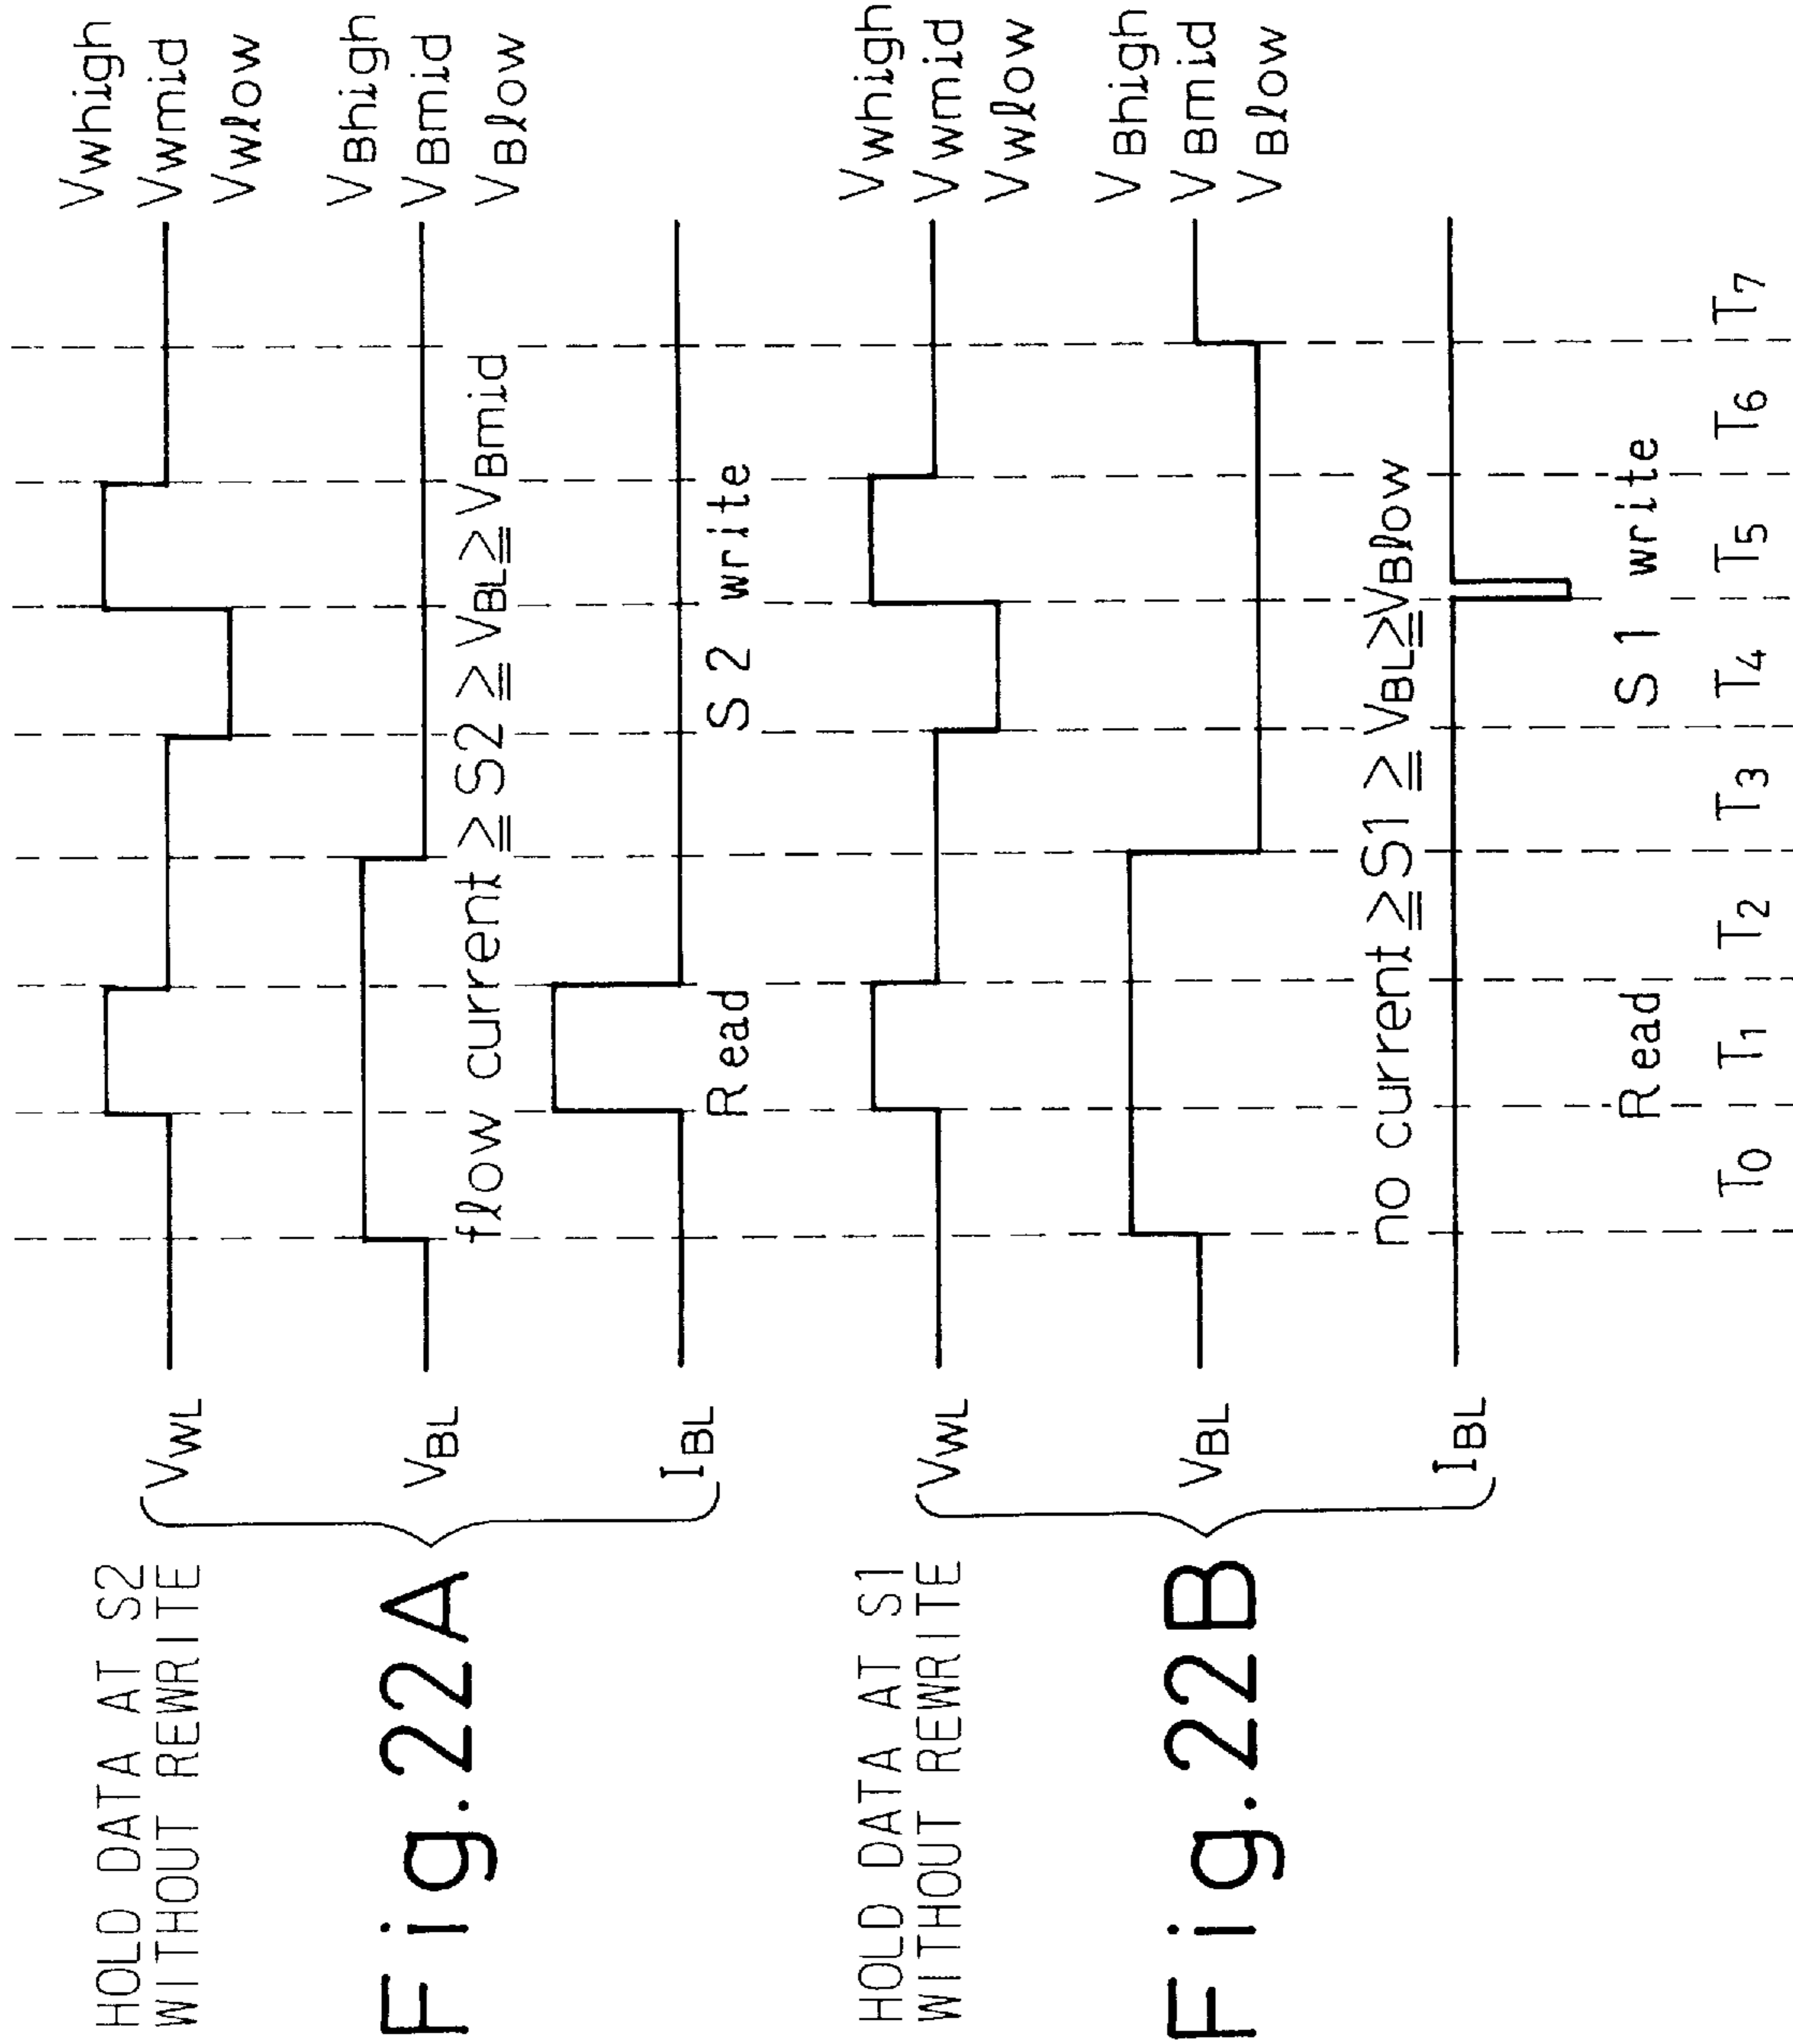 HOLD DATA AT S2
WITHOUT REWRITE
Fig.22A
VWL
VBL
IBL
VWhigh
VWmid
VWlow
VBhigh
VBmid
VBlow
flow current ≧ S2 ≧ VBL≧VBmid
Read
S2 write
HOLD DATA AT S1
WITHOUT REWRITE
Fig.22B
VWL
VBL
IBL
VWhigh
VWmid
VWlow
VBhigh
VBmid
VBlow
no current≧S1≧ VBL≧VBlow
Read
S1 write
T0 T1 T2 T3 T4 T5 T6 T7